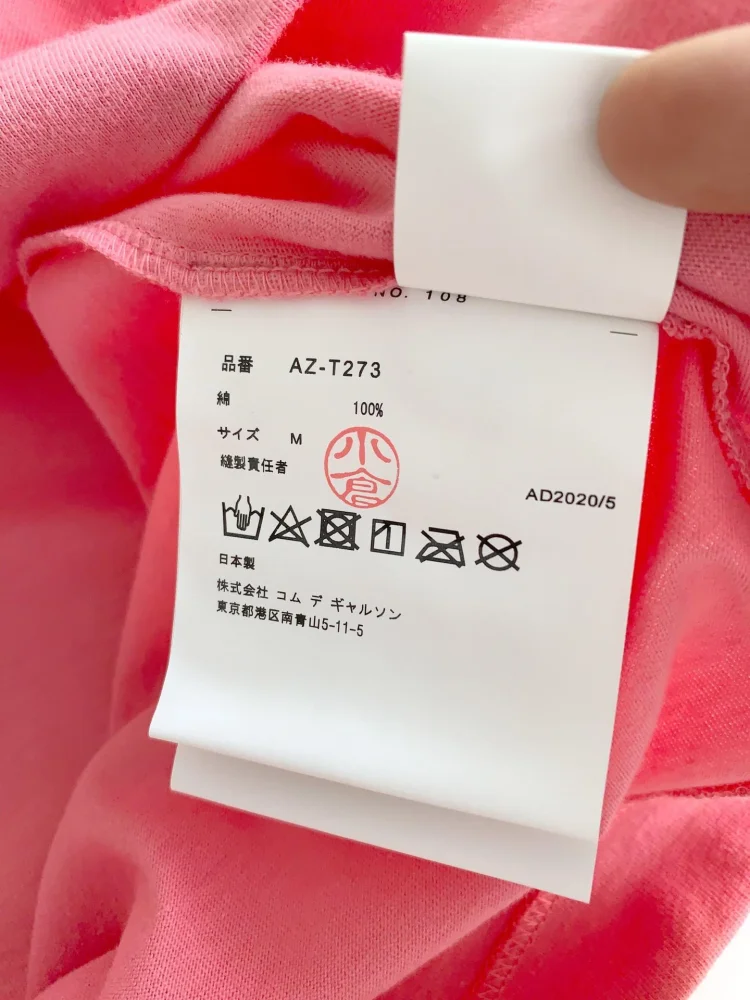 NO. 108
品番 AZ-T273
綿 100%
サイズ M
縫製責任者 小倉
AD2020/5
日本製
株式会社 コム デ ギャルソン
東京都港区南青山5-11-5